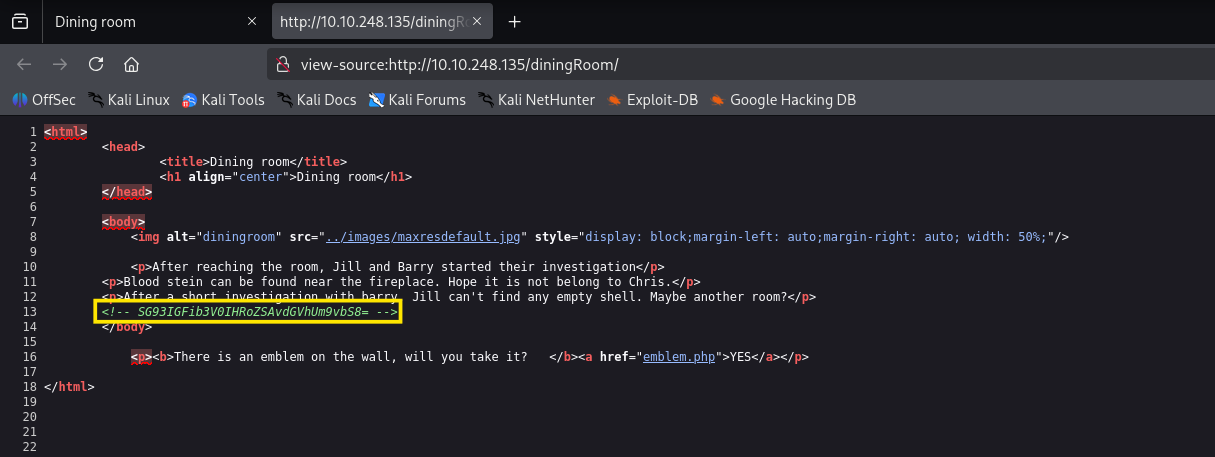 Dining room
http://10.10.248.135/diningR
view-source:http://10.10.248.135/diningRoom/
OffSec Kali Linux Kali Tools Kali Docs Kali Forums Kali NetHunter Exploit-DB Google Hacking DB
1 <html>
2 <head>
3 <title>Dining room</title>
4 <h1 align="center">Dining room</h1>
5 </head>
6
7 <body>
8 <img alt="diningroom" src="../images/maxresdefault.jpg" style="display: block;margin-left: auto;margin-right: auto; width: 50%;"/>
9
10 <p>After reaching the room, Jill and Barry started their investigation</p>
11 <p>Blood stein can be found near the fireplace. Hope it is not belong to Chris.</p>
12 <p>After a short investigation with barry, Jill can't find any empty shell. Maybe another room?</p>
13 <!-- SG93IGFib3V0IHRoZSAvdGVhUm9vbS8= -->
14 </body>
15
16 <p><b>There is an emblem on the wall, will you take it? </b><a href="emblem.php">YES</a></p>
17
18 </html>
19
20
21
22